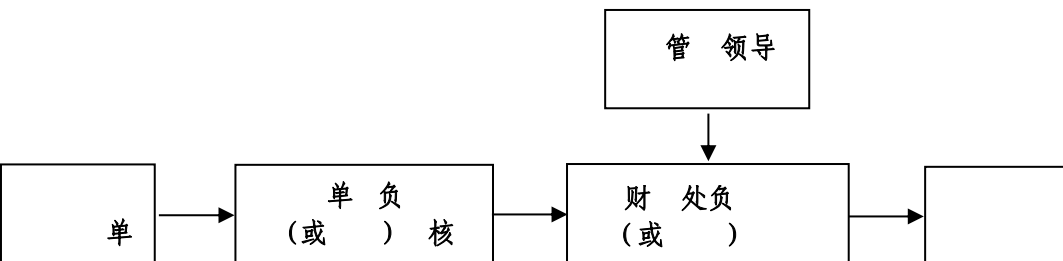 管 领导
单 负
(或 ) 核
财 处负
(或 )
单